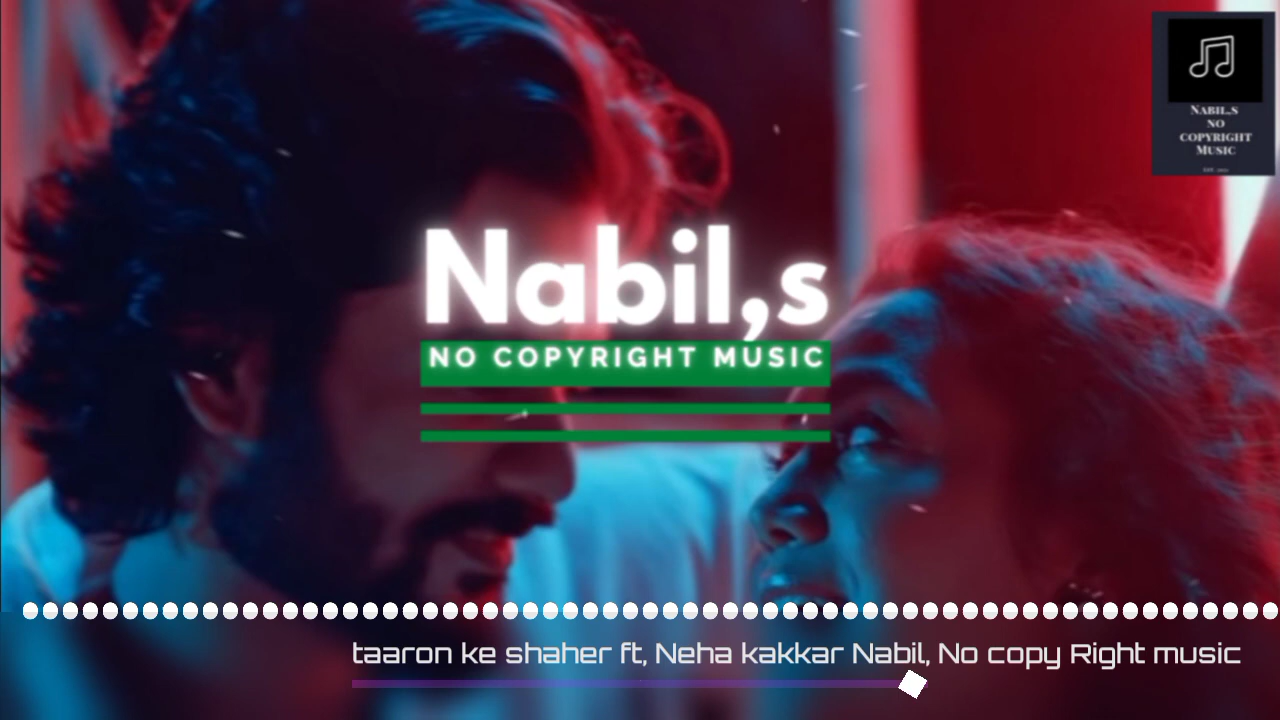 Nabil,s
NO COPYRIGHT MUSIC
NABIL,S
NO
COPYRIGHT
MUSIC
taaron ke shaher ft, Neha kakkar Nabil, No copy Right music